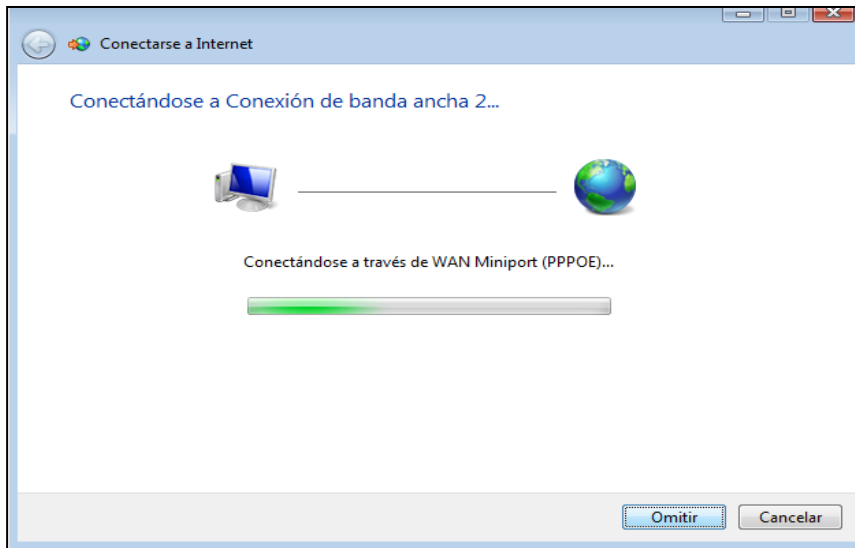 Conectarse a Internet
Conectándose a Conexión de banda ancha 2...
Conectándose a través de WAN Miniport (PPPOE)...
Omitir
Cancelar